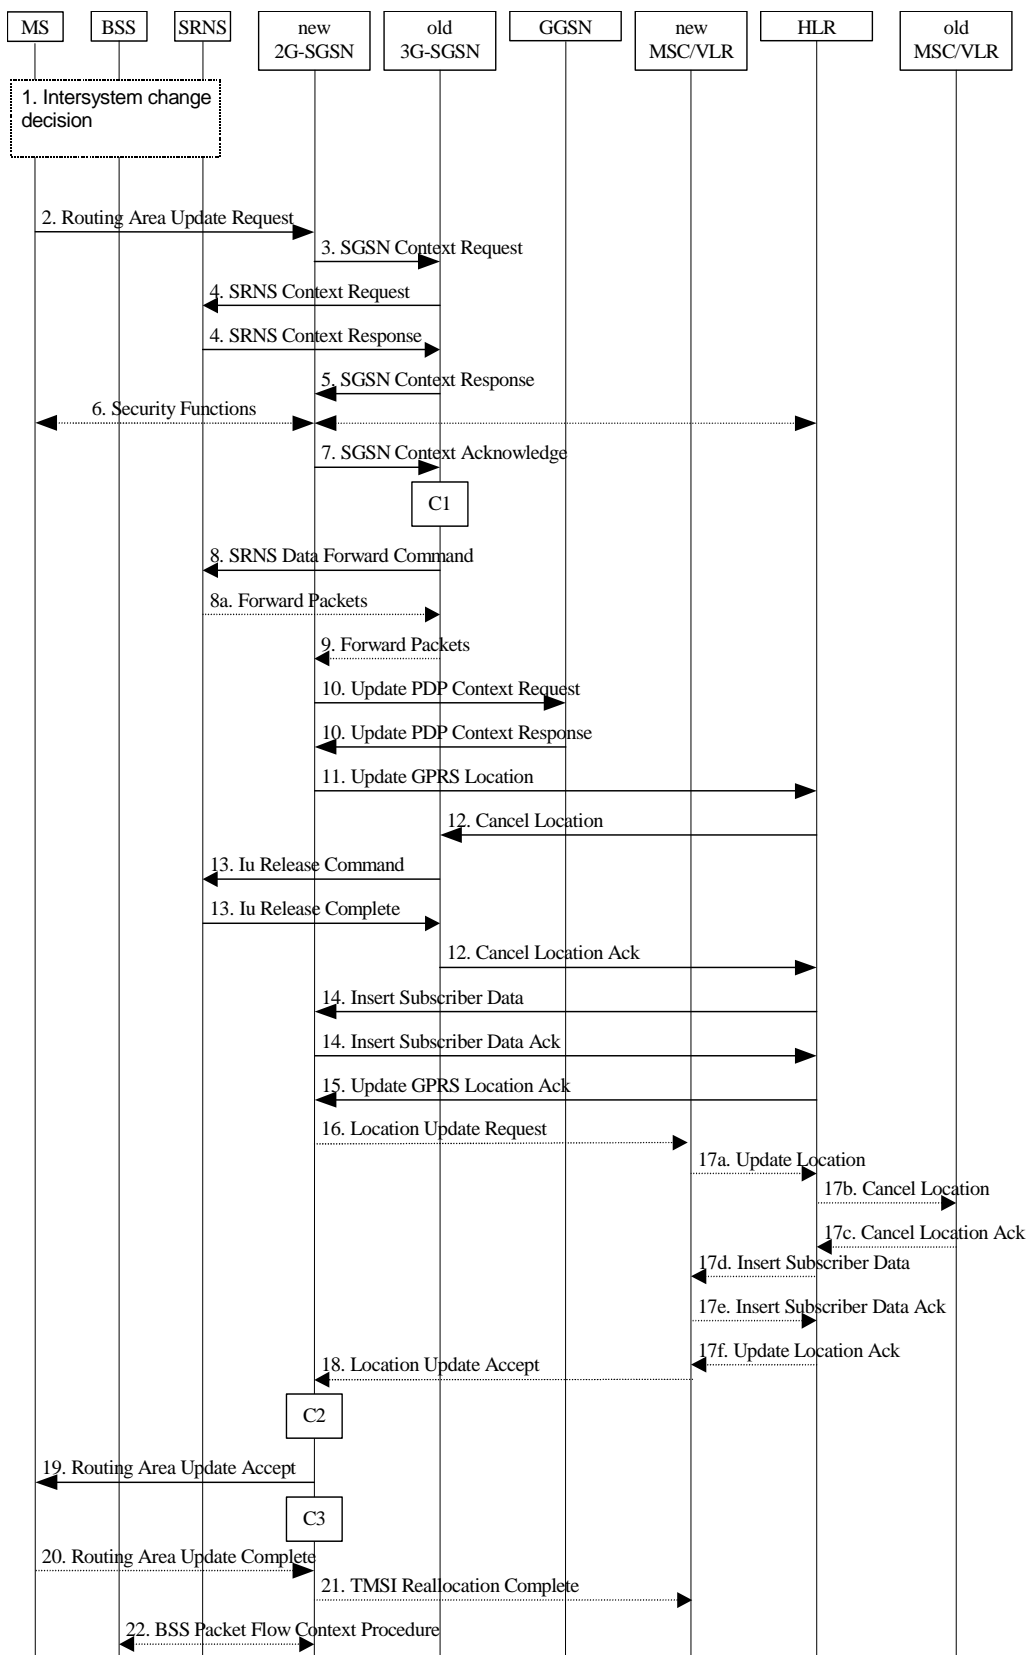 MS BSS SRNS new old GGSN new HLR old
2G-SGSN 3G-SGSN MSC/VLR MSC/VLR
1. Intersystem change
decision
2. Routing Area Update Request
3. SGSN Context Request
4. SRNS Context Request
4. SRNS Context Response
5. SGSN Context Response
6. Security Functions
7. SGSN Context Acknowledge
C1
8. SRNS Data Forward Command
8a. Forward Packets
9. Forward Packets
10. Update PDP Context Request
10. Update PDP Context Response
11. Update GPRS Location
12. Cancel Location
13. Iu Release Command
13. Iu Release Complete
12. Cancel Location Ack
14. Insert Subscriber Data
14. Insert Subscriber Data Ack
15. Update GPRS Location Ack
16. Location Update Request
17a. Update Location
17b. Cancel Location
17c. Cancel Location Ack
17d. Insert Subscriber Data
17e. Insert Subscriber Data Ack
17f. Update Location Ack
18. Location Update Accept
C2
19. Routing Area Update Accept
C3
20. Routing Area Update Complete
21. TMSI Reallocation Complete
22. BSS Packet Flow Context Procedure